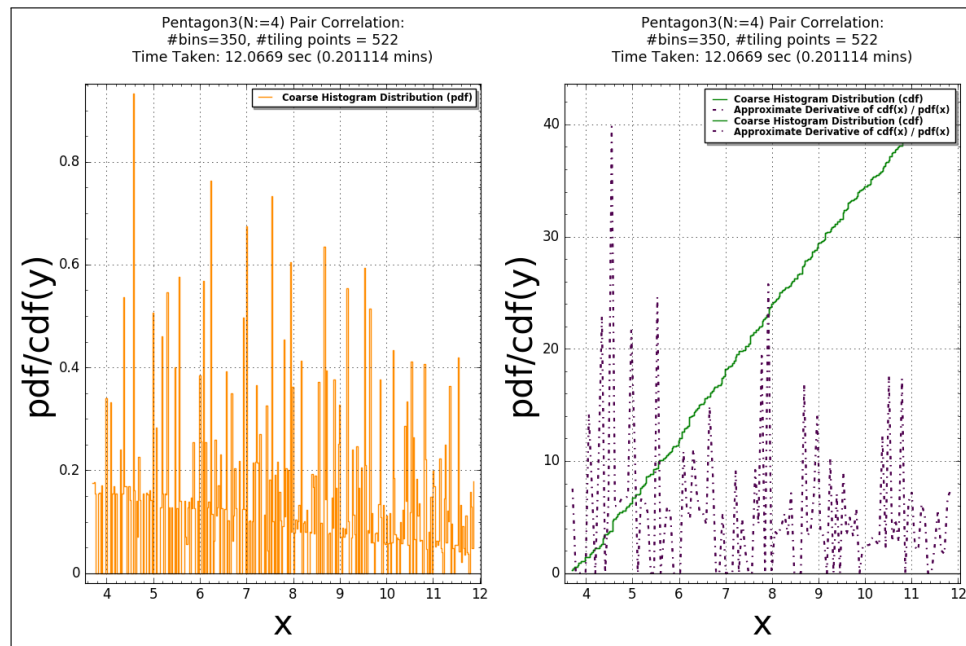 Pentagon3(N:=4) Pair Correlation:
#bins=350, #tiling points = 522
Time Taken: 12.0669 sec (0.201114 mins)
Coarse Histogram Distribution (pdf)
pdf/cdf(y)
0.8
0.6
0.4
0.2
0
4 5 6 7 8 9 10 11 12
x
Pentagon3(N:=4) Pair Correlation:
#bins=350, #tiling points = 522
Time Taken: 12.0669 sec (0.201114 mins)
Coarse Histogram Distribution (cdf)
Approximate Derivative of cdf(x) / pdf(x)
Coarse Histogram Distribution (cdf)
Approximate Derivative of cdf(x) / pdf(x)
pdf/cdf(y)
40
30
20
10
0
4 5 6 7 8 9 10 11 12
x